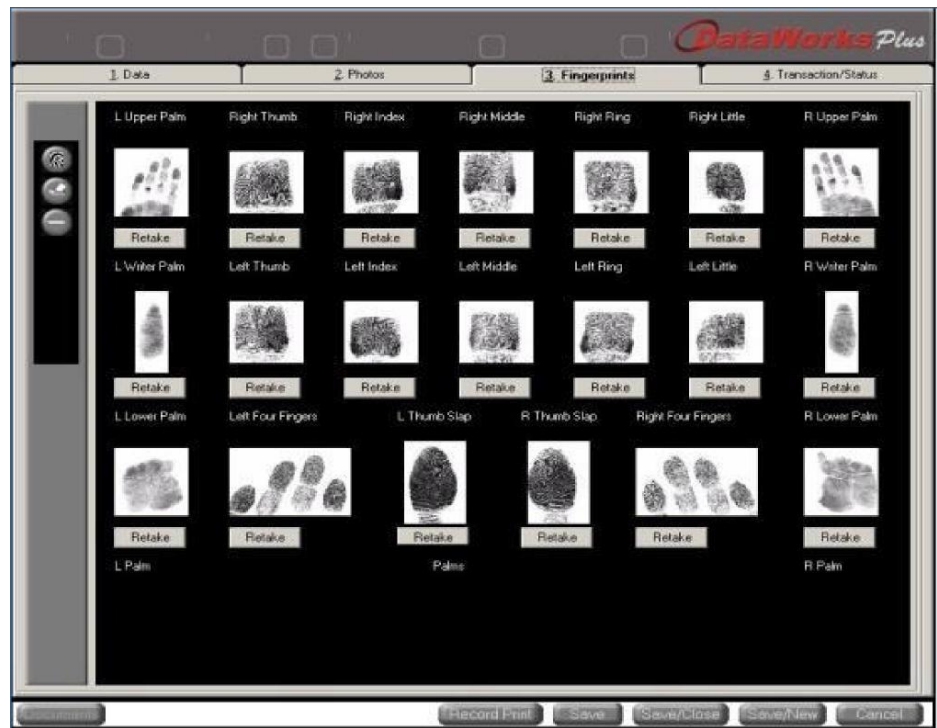 DataWorks Plus
1. Data 2. Photos 3. Fingerprints 4. Transaction/Status
L Upper Palm Right Thumb Right Index Right Middle Right Ring Right Little R Upper Palm
Retake Retake Retake Retake Retake Retake Retake
L Writer Palm Left Thumb Left Index Left Middle Left Ring Left Little R Writer Palm
Retake Retake Retake Retake Retake Retake Retake
L Lower Palm Left Four Fingers L Thumb Slap R Thumb Slap Right Four Fingers R Lower Palm
Retake Retake Retake Retake Retake Retake
L Palm Palms R Palm
Documents Record Print Save Save/Close Save/New Cancel